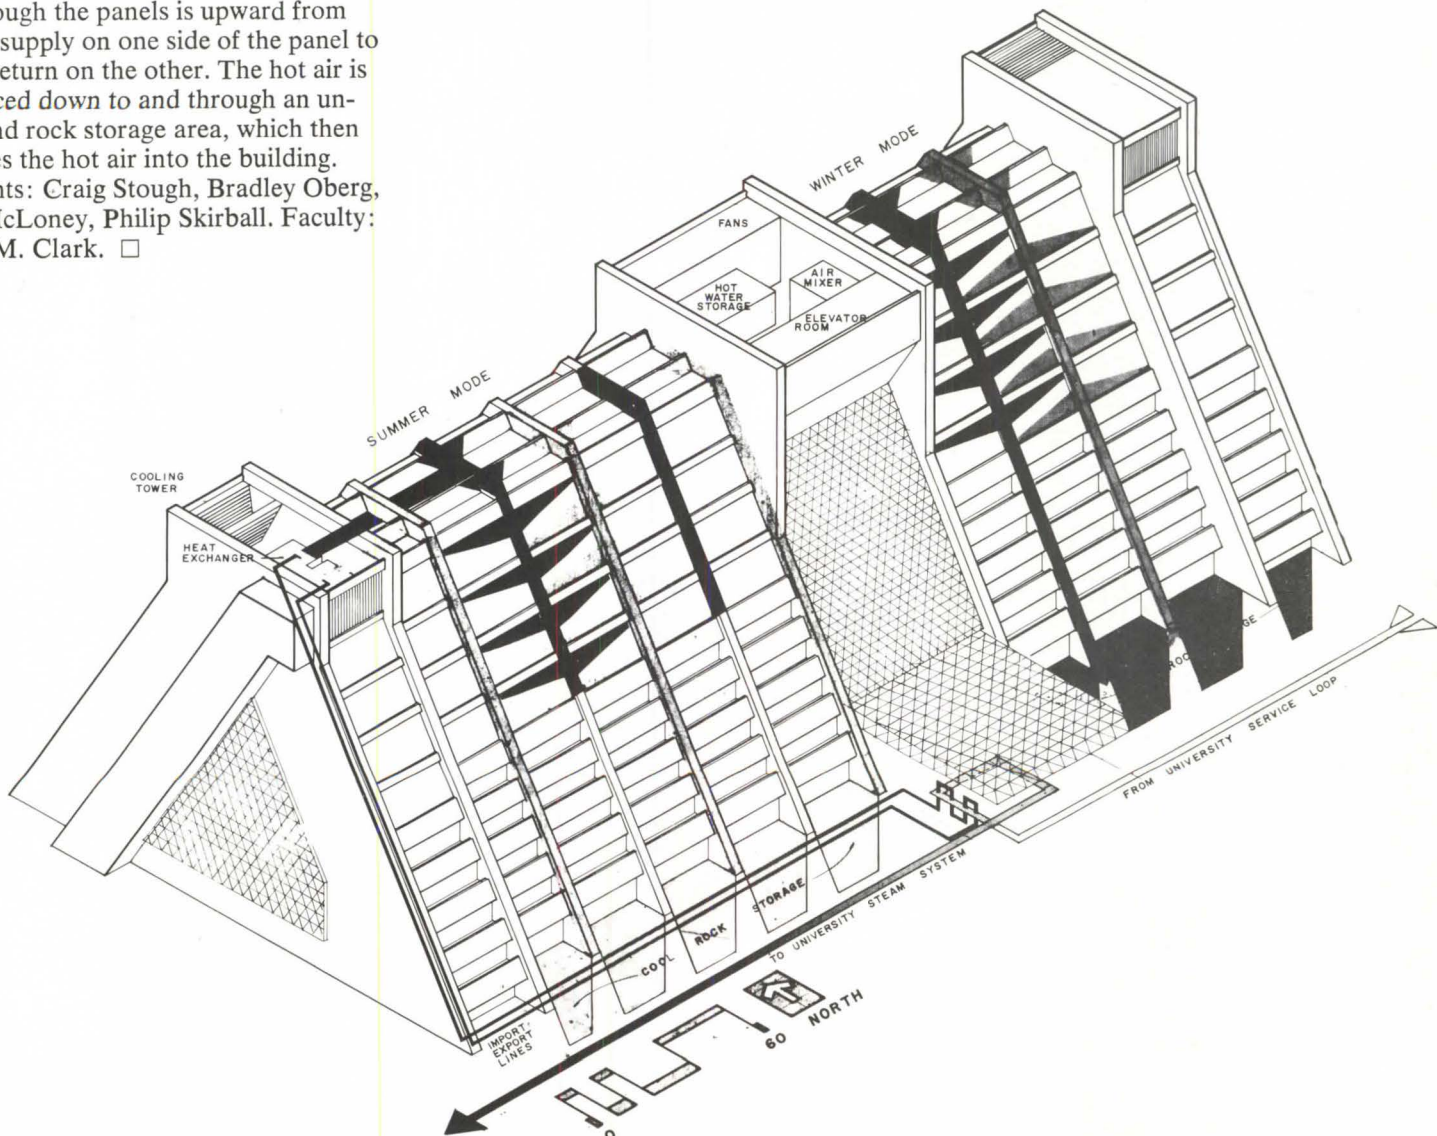 ough the panels is upward from
supply on one side of the panel to
eturn on the other. The hot air is
ced down to and through an un-
nd rock storage area, which then
es the hot air into the building.
nts: Craig Stough, Bradley Oberg,
McLoney, Philip Skirball. Faculty:
M. Clark. □
WINTER MODE
FANS
AIR
MIXER
HOT
WATER
STORAGE
ELEVATOR
ROOM
SUMMER MODE
COOLING
TOWER
HEAT
EXCHANGER
FROM UNIVERSITY SERVICE LOOP
COOL ROCK STORAGE
TO UNIVERSITY STEAM SYSTEM
IMPORT-
EXPORT
LINES
NORTH
60
0